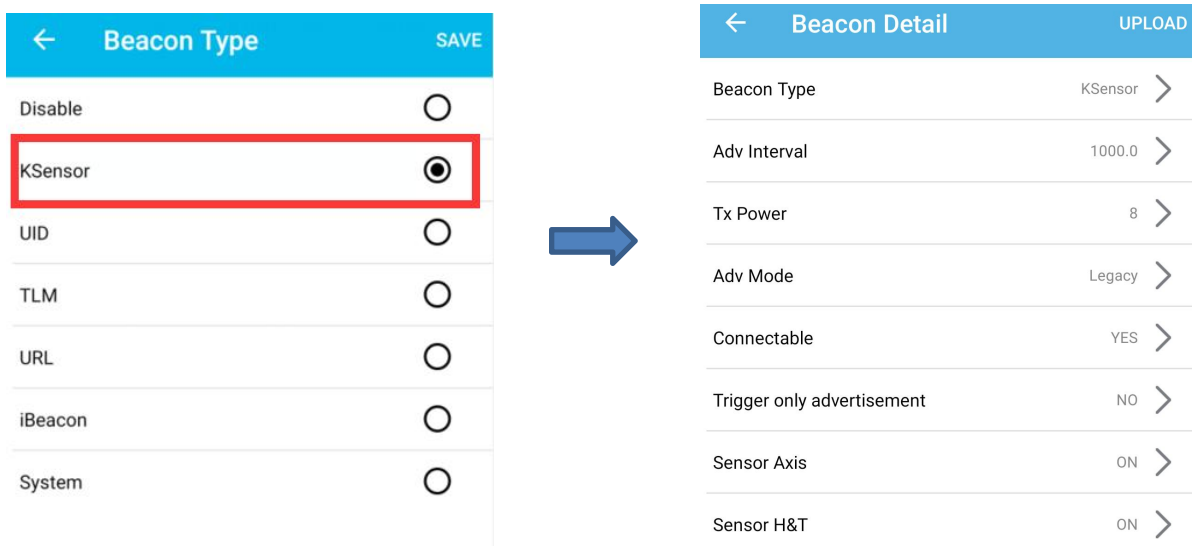 Beacon Type SAVE
Disable
KSensor
UID
TLM
URL
iBeacon
System
Beacon Detail UPLOAD
Beacon Type KSensor
Adv Interval 1000.0
Tx Power 8
Adv Mode Legacy
Connectable YES
Trigger only advertisement NO
Sensor Axis ON
Sensor H&T ON